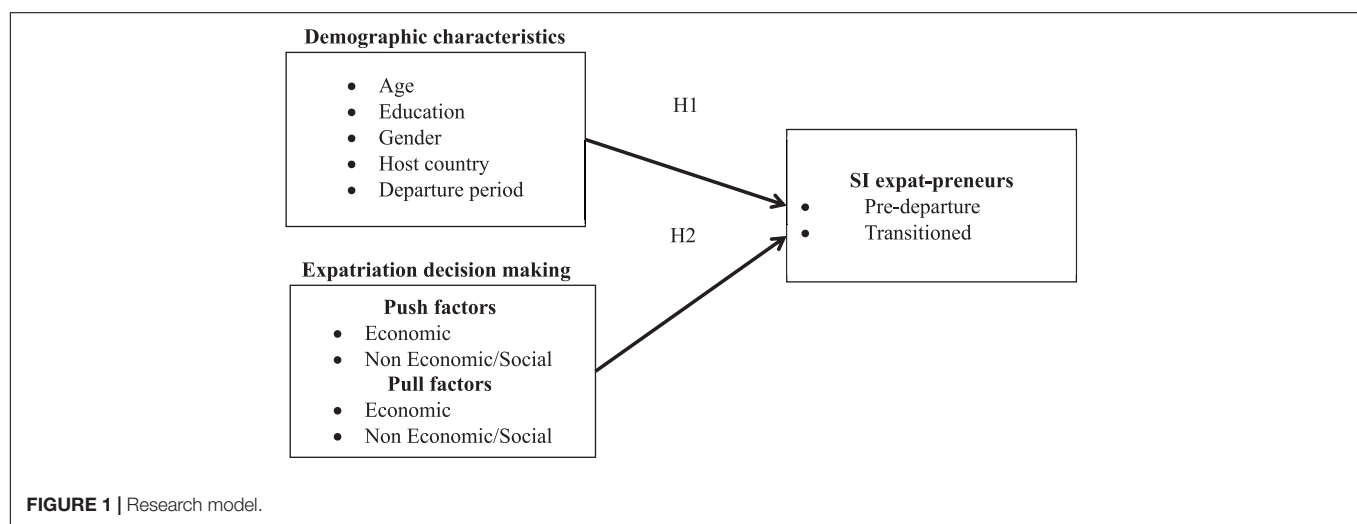 Demographic characteristics
• Age
• Education
• Gender
• Host country
• Departure period
H1
SI expat-preneurs
• Pre-departure
• Transitioned
H2
Expatriation decision making
Push factors
• Economic
• Non Economic/Social
Pull factors
• Economic
• Non Economic/Social
FIGURE 1 | Research model.